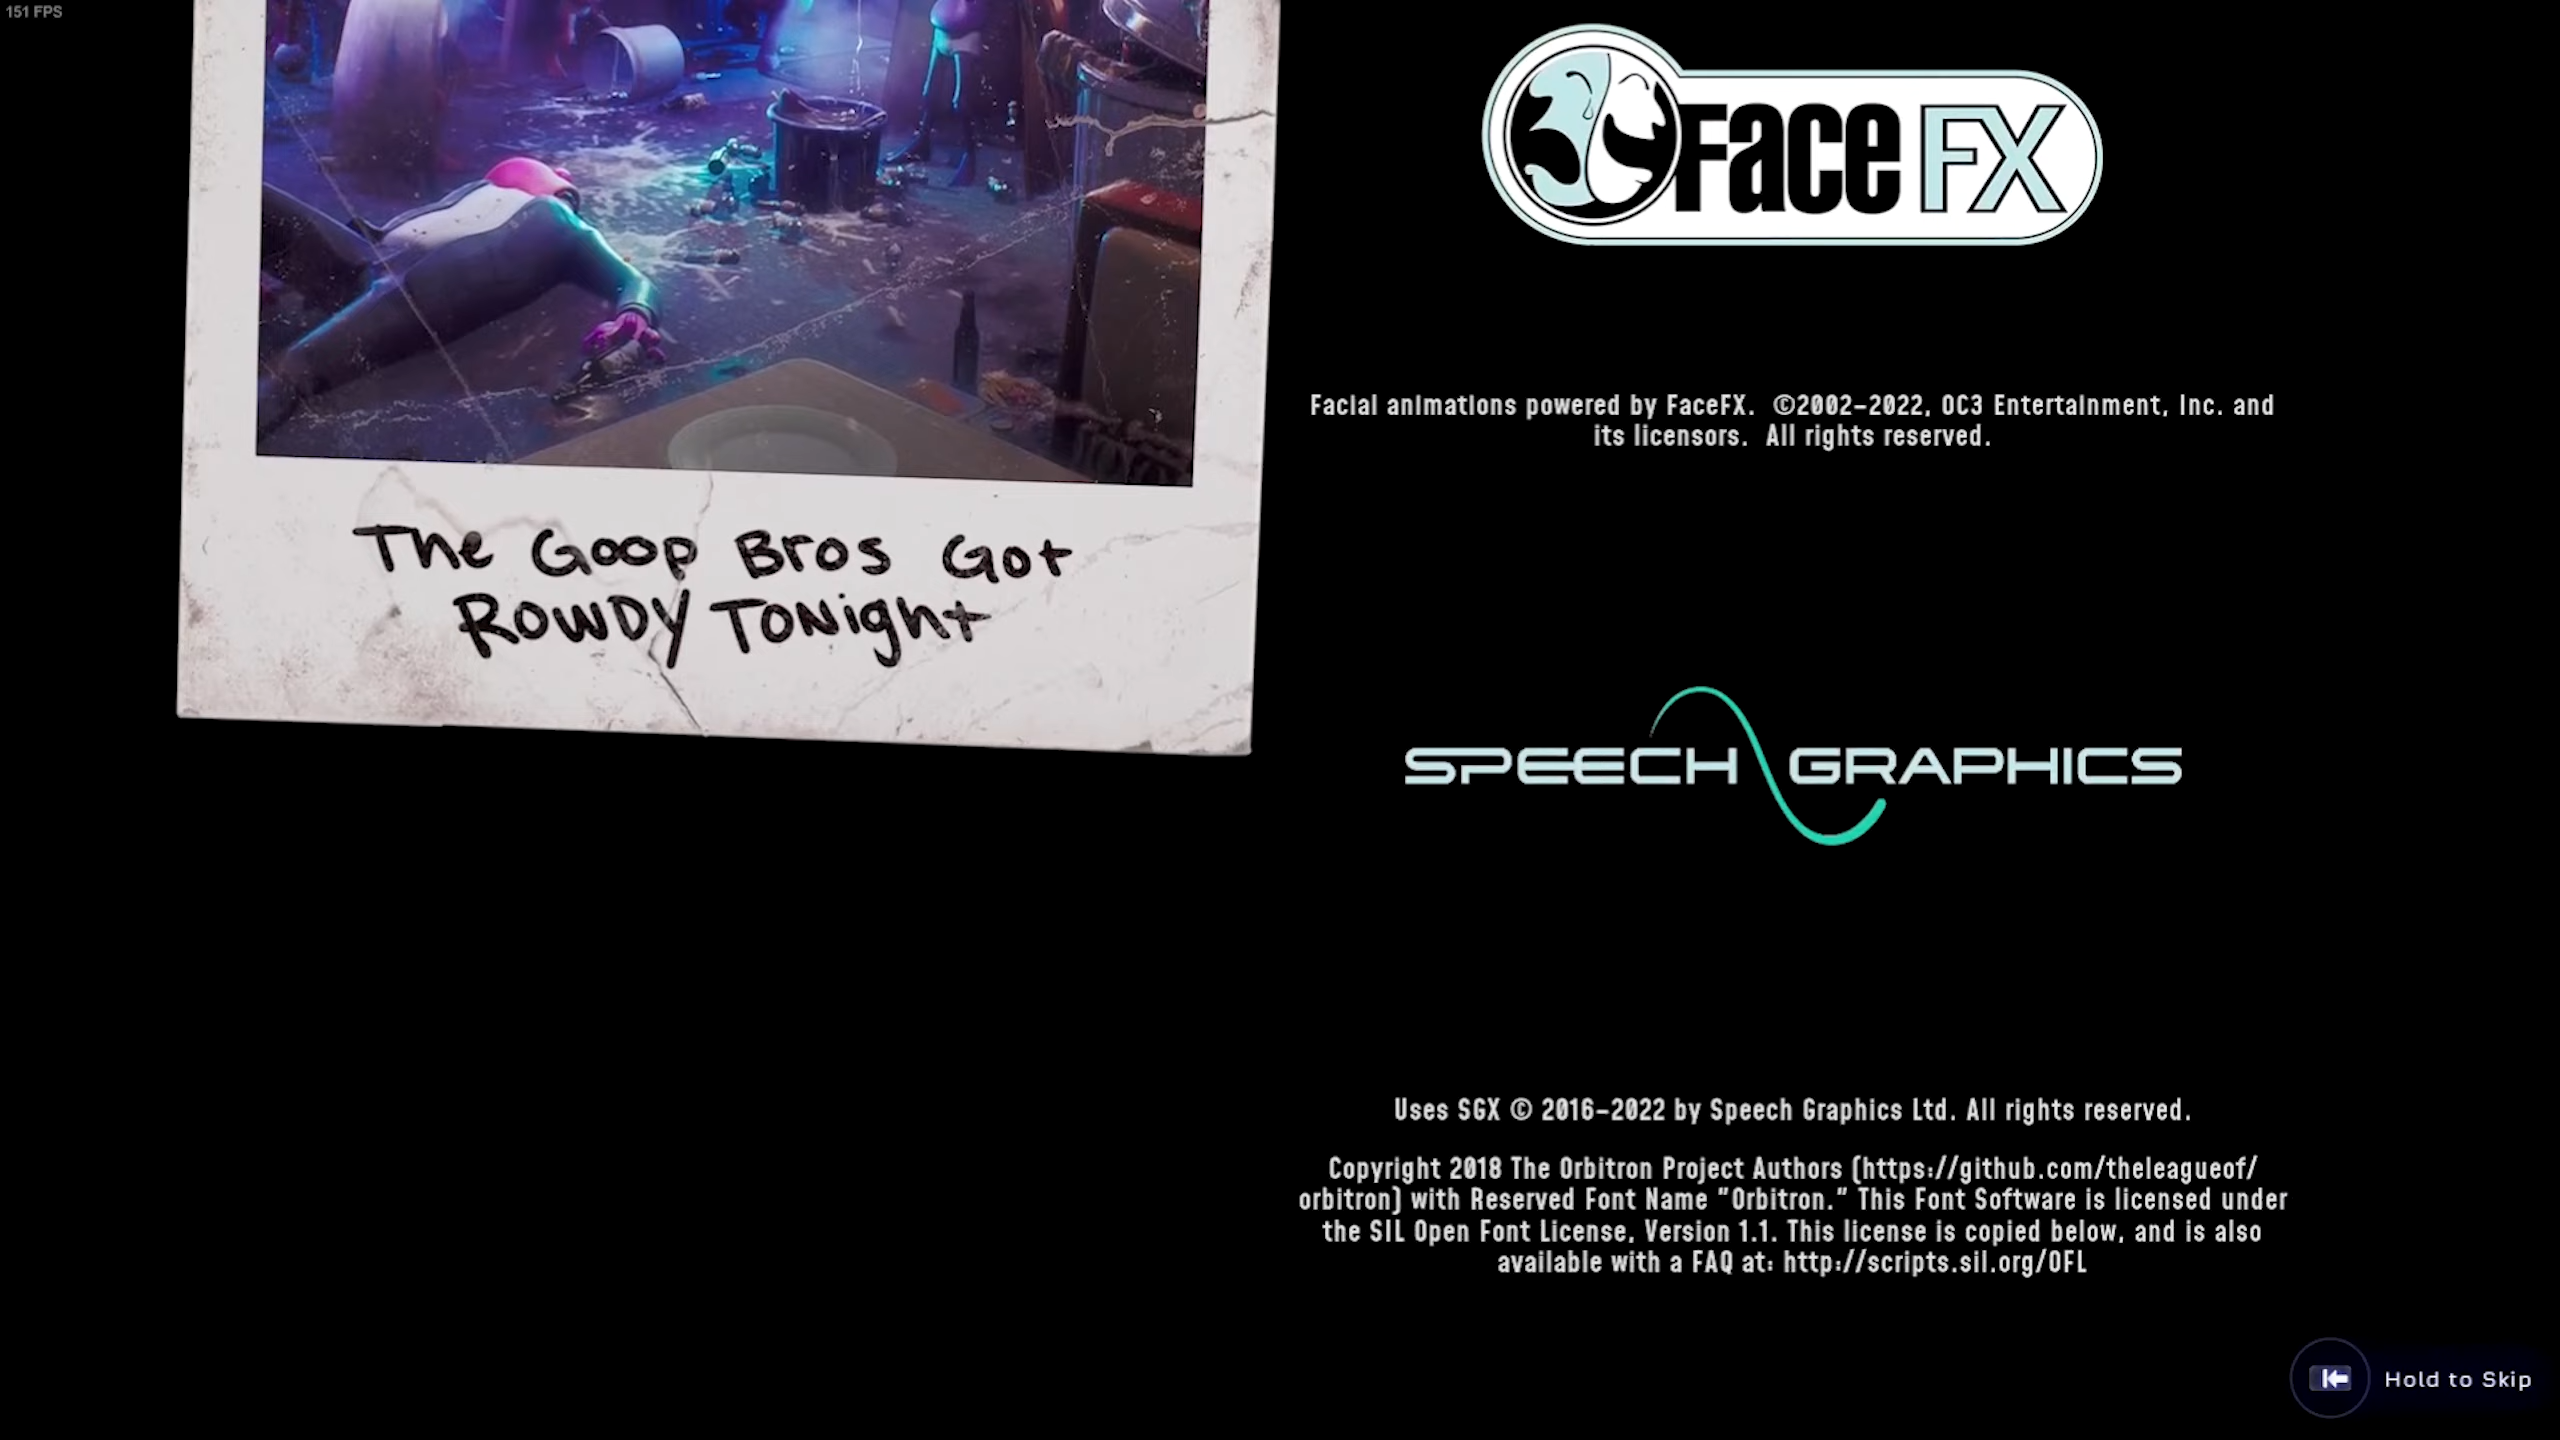 151 FPS
The Goop Bros Got
ROWDY TONight
Face FX
Facial animations powered by FaceFX. ©2002-2022, OC3 Entertainment, Inc. and
its licensors. All rights reserved.
SPEECH GRAPHICS
Uses SGX © 2016-2022 by Speech Graphics Ltd. All rights reserved.
Copyright 2018 The Orbitron Project Authors (https://github.com/theleagueof/
orbitron) with Reserved Font Name "Orbitron." This Font Software is licensed under
the SIL Open Font License, Version 1.1. This license is copied below, and is also
available with a FAQ at: http://scripts.sil.org/OFL
Hold to Skip